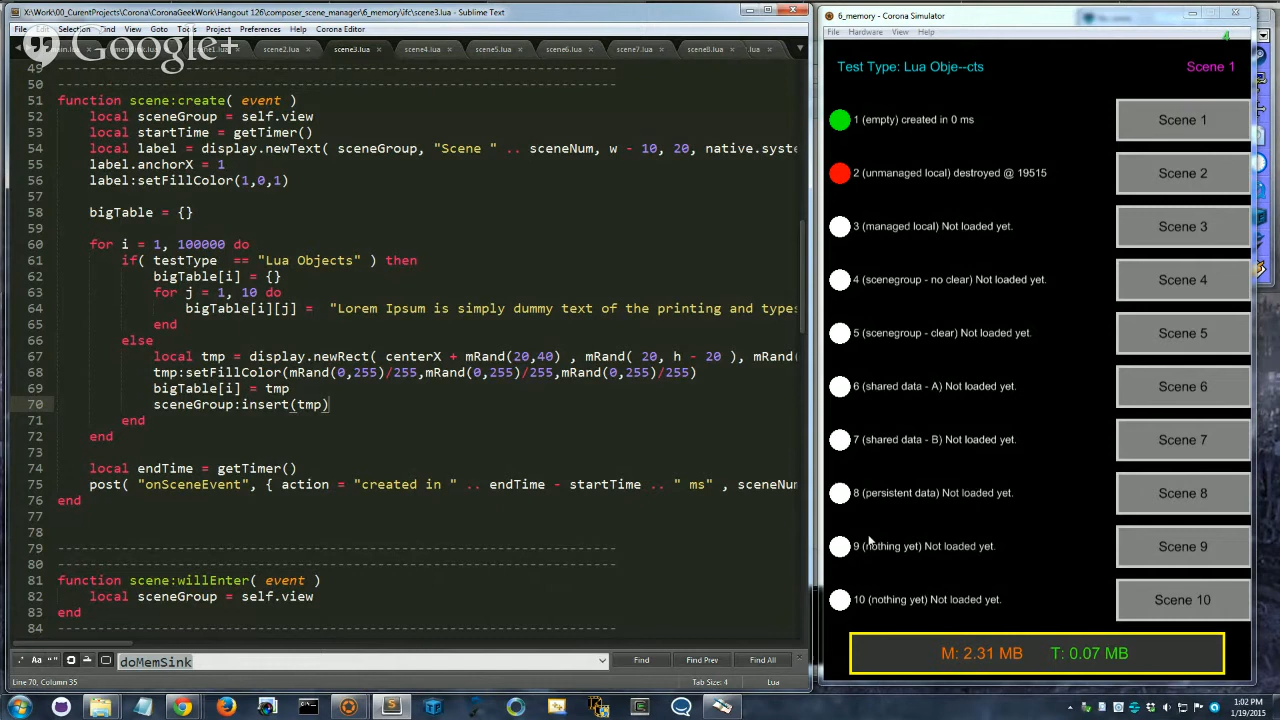 X:\Work\00_CurentProjects\Corona\CoronaGeekWork\Hangout 126\composer_scene_manager\6_memory\ifc\scene3.lua - Sublime Text
File Edit Selection Find View Goto Tools Project Preferences Help Corona Editor
Hangouts Google+
scene2.lua scene3.lua scene4.lua scene5.lua scene6.lua scene7.lua scene8.lua .lua
49
50
51 function scene:create( event )
52 local sceneGroup = self.view
53 local startTime = getTimer()
54 local label = display.newText( sceneGroup, "Scene " .. sceneNum, w - 10, 20, native.syste
55 label.anchorX = 1
56 label:setFillColor(1,0,1)
57
58 bigTable = {}
59
60 for i = 1, 100000 do
61 if( testType == "Lua Objects" ) then
62 bigTable[i] = {}
63 for j = 1, 10 do
64 bigTable[i][j] = "Lorem Ipsum is simply dummy text of the printing and types
65 end
66 else
67 local tmp = display.newRect( centerX + mRand(20,40) , mRand( 20, h - 20 ), mRand(
68 tmp:setFillColor(mRand(0,255)/255,mRand(0,255)/255,mRand(0,255)/255)
69 bigTable[i] = tmp
70 sceneGroup:insert(tmp)
71 end
72 end
73
74 local endTime = getTimer()
75 post( "onSceneEvent", { action = "created in " .. endTime - startTime .. " ms" , sceneNum
76 end
77
78
79
80
81 function scene:willEnter( event )
82 local sceneGroup = self.view
83 end
84
.* Aa "" doMemSink Find Find Prev Find All
Line 70, Column 35 Tab Size: 4 Lua
6_memory - Corona Simulator
File Hardware View Help
4
Test Type: Lua Obje--cts Scene 1
1 (empty) created in 0 ms Scene 1
2 (unmanaged local) destroyed @ 19515 Scene 2
3 (managed local) Not loaded yet. Scene 3
4 (scenegroup - no clear) Not loaded yet. Scene 4
5 (scenegroup - clear) Not loaded yet. Scene 5
6 (shared data - A) Not loaded yet. Scene 6
7 (shared data - B) Not loaded yet. Scene 7
8 (persistent data) Not loaded yet. Scene 8
9 (nothing yet) Not loaded yet. Scene 9
10 (nothing yet) Not loaded yet. Scene 10
M: 2.31 MB T: 0.07 MB
1:02 PM
1/19/2015